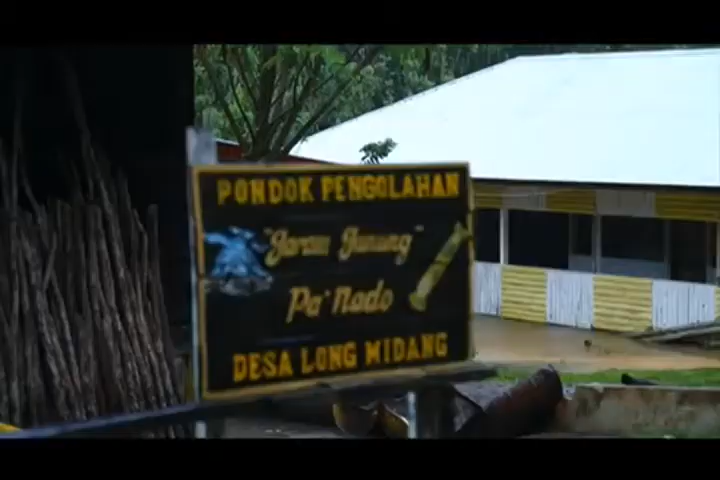 PONDOK PENGOLAHAN
"Garam Gunung"
Pa' Nado
DESA LONG MIDANG